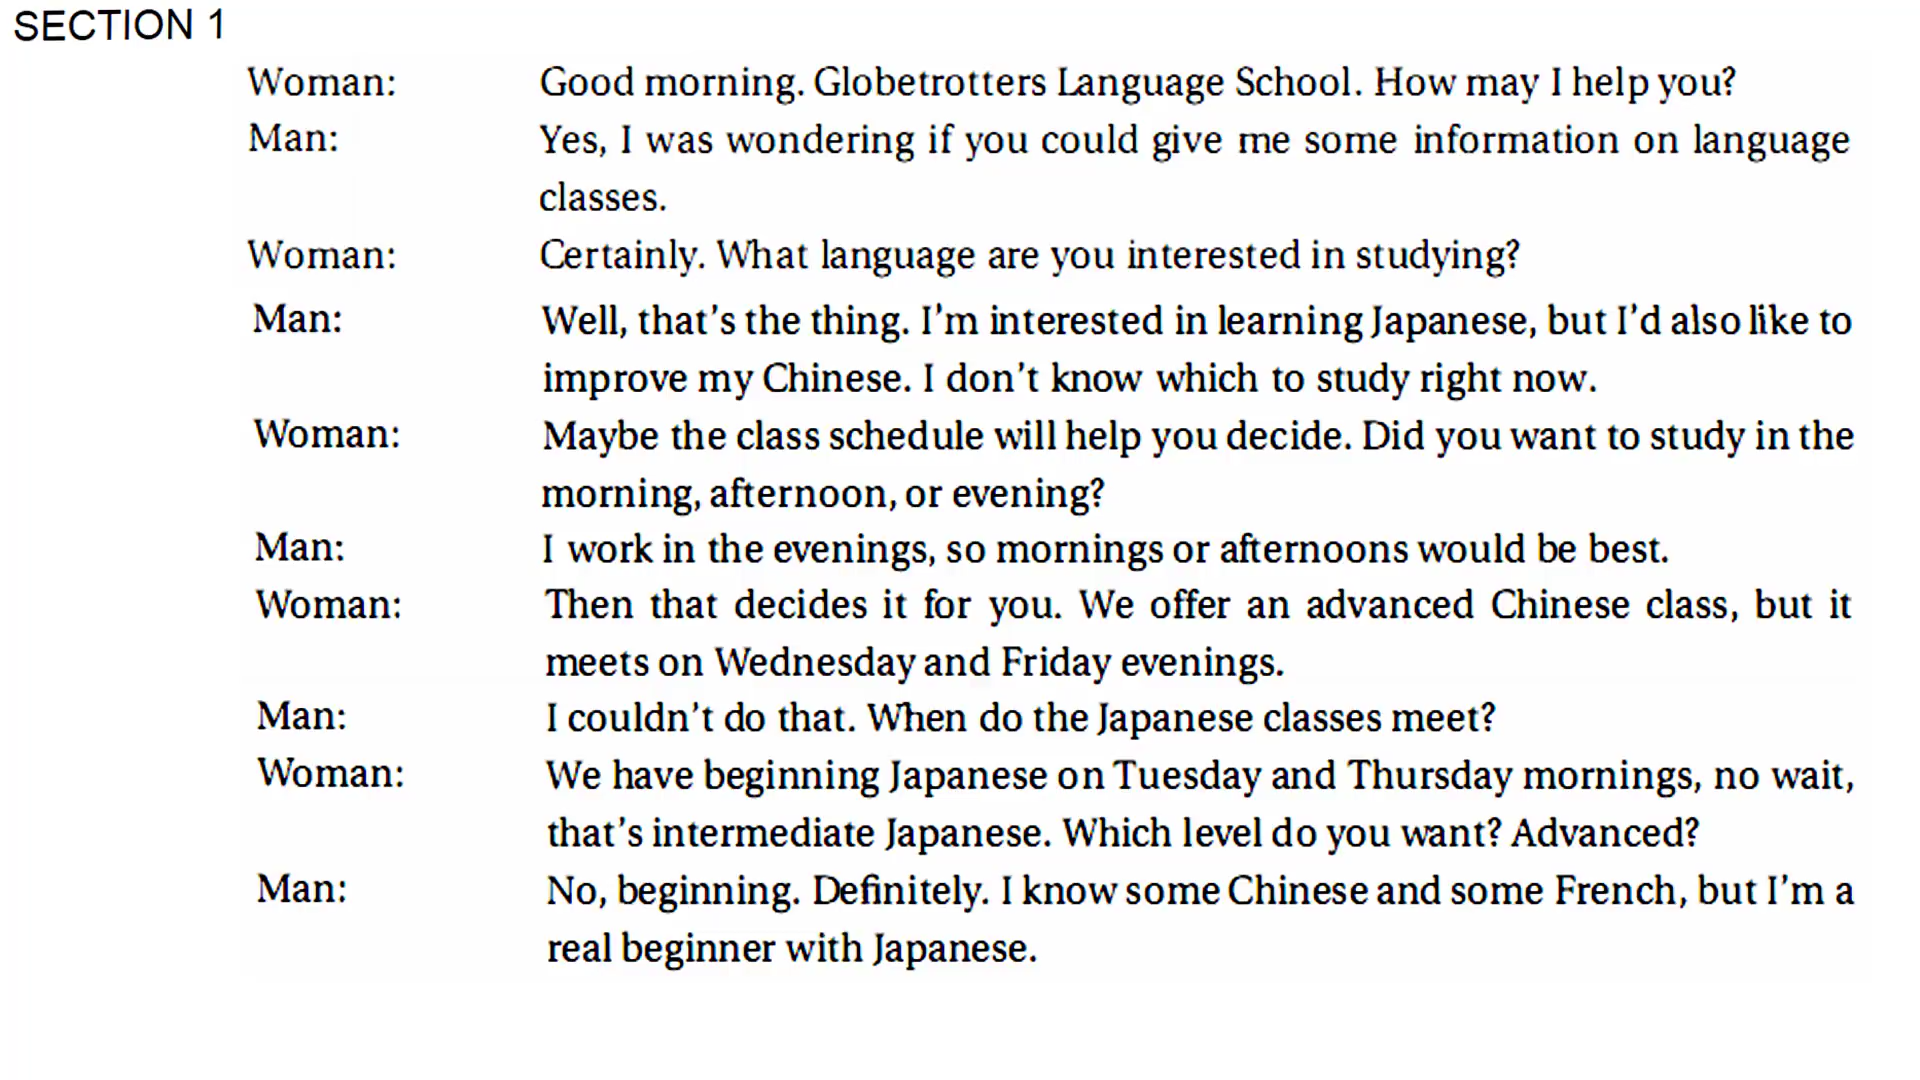 SECTION 1
Woman: Good morning. Globetrotters Language School. How may I help you?
Man: Yes, I was wondering if you could give me some information on language
classes.
Woman: Certainly. What language are you interested in studying?
Man: Well, that's the thing. I'm interested in learning Japanese, but I'd also like to
improve my Chinese. I don't know which to study right now.
Woman: Maybe the class schedule will help you decide. Did you want to study in the
morning, afternoon, or evening?
Man: I work in the evenings, so mornings or afternoons would be best.
Woman: Then that decides it for you. We offer an advanced Chinese class, but it
meets on Wednesday and Friday evenings.
Man: I couldn't do that. When do the Japanese classes meet?
Woman: We have beginning Japanese on Tuesday and Thursday mornings, no wait,
that's intermediate Japanese. Which level do you want? Advanced?
Man: No, beginning. Definitely. I know some Chinese and some French, but I'm a
real beginner with Japanese.